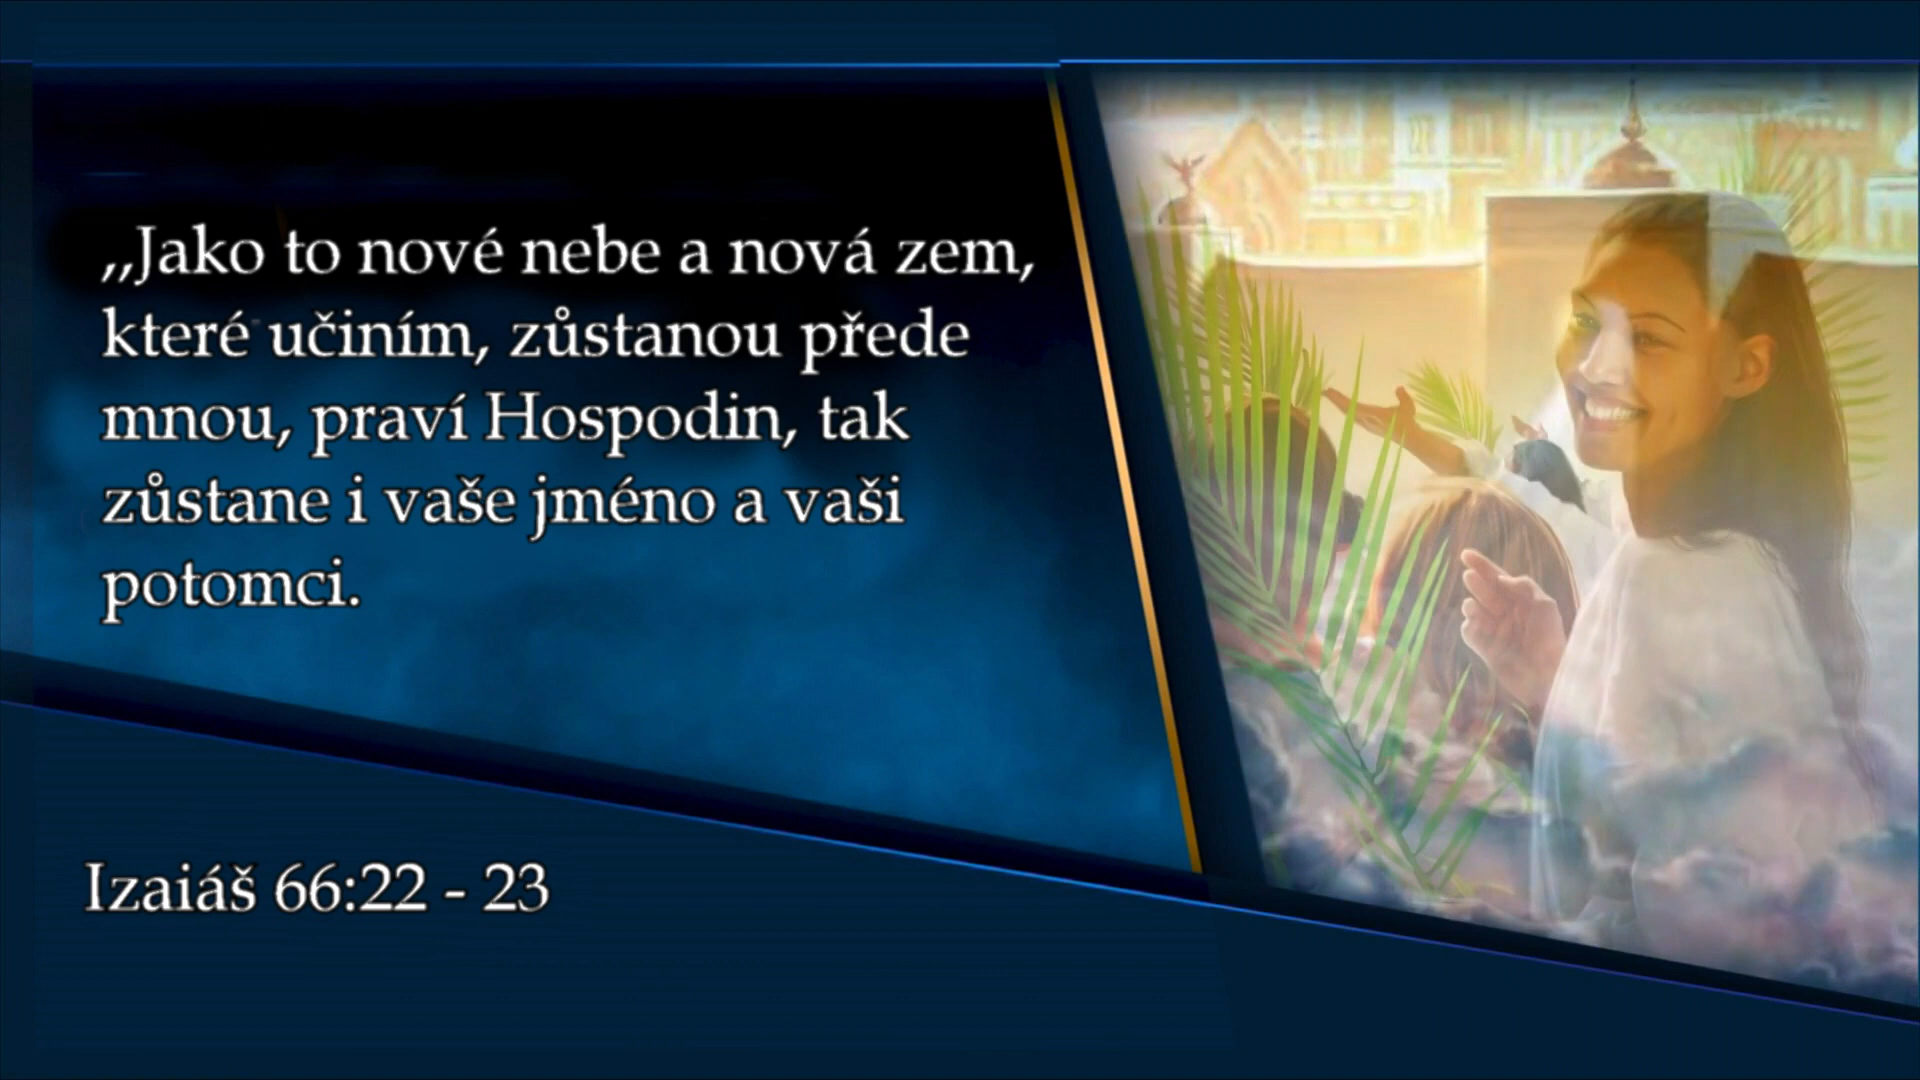 ,,Jako to nové nebe a nová zem,
které učiním, zůstanou přede
mnou, praví Hospodin, tak
zůstane i vaše jméno a vaši
potomci.
Izaiáš 66:22 - 23